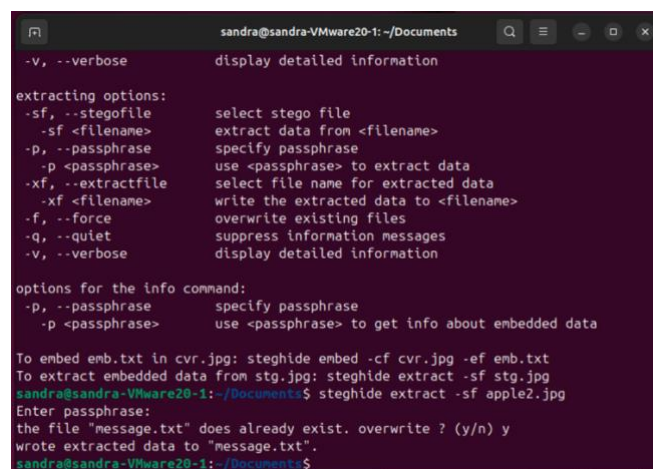 sandra@sandra-VMware20-1: ~/Documents
-v, --verbose display detailed information
extracting options:
-sf, --stegofile select stego file
-sf <filename> extract data from <filename>
-p, --passphrase specify passphrase
-p <passphrase> use <passphrase> to extract data
-xf, --extractfile select file name for extracted data
-xf <filename> write the extracted data to <filename>
-f, --force overwrite existing files
-q, --quiet suppress information messages
-v, --verbose display detailed information
options for the info command:
-p, --passphrase specify passphrase
-p <passphrase> use <passphrase> to get info about embedded data
To embed emb.txt in cvr.jpg: steghide embed -cf cvr.jpg -ef emb.txt
To extract embedded data from stg.jpg: steghide extract -sf stg.jpg
sandra@sandra-VMware20-1:~/Documents$ steghide extract -sf apple2.jpg
Enter passphrase:
the file "message.txt" does already exist. overwrite ? (y/n) y
wrote extracted data to "message.txt".
sandra@sandra-VMware20-1:~/Documents$